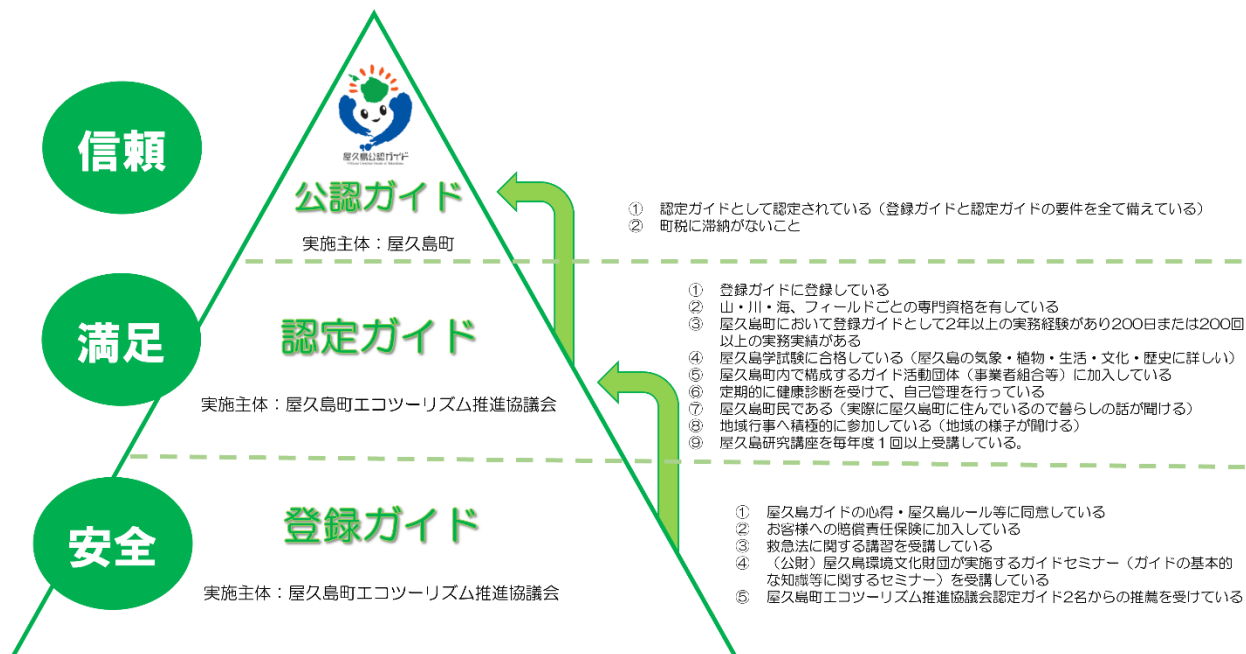 信頼
屋久島公認ガイド
公認ガイド
実施主体：屋久島町
① 認定ガイドとして認定されている（登録ガイドと認定ガイドの要件を全て備えている）
② 町税に滞納がないこと
満足
認定ガイド
実施主体：屋久島町エコツーリズム推進協議会
① 登録ガイドに登録している
② 山・川・海、フィールドごとの専門資格を有している
③ 屋久島町において登録ガイドとして2年以上の実務経験があり200日または200回
以上の実務実績がある
④ 屋久島学試験に合格している（屋久島の気象・植物・生活・文化・歴史に詳しい）
⑤ 屋久島町内で構成するガイド活動団体（事業者組合等）に加入している
⑥ 定期的に健康診断を受けて、自己管理を行っている
⑦ 屋久島町民である（実際に屋久島町に住んでいるので暮らしの話が聞ける）
⑧ 地域行事へ積極的に参加している（地域の様子が聞ける）
⑨ 屋久島研究講座を毎年度１回以上受講している。
安全
登録ガイド
実施主体：屋久島町エコツーリズム推進協議会
① 屋久島ガイドの心得・屋久島ルール等に同意している
② お客様への賠償責任保険に加入している
③ 救急法に関する講習を受講している
④ （公財）屋久島環境文化財団が実施するガイドセミナー（ガイドの基本的
な知識等に関するセミナー）を受講している
⑤ 屋久島町エコツーリズム推進協議会認定ガイド2名からの推薦を受けている